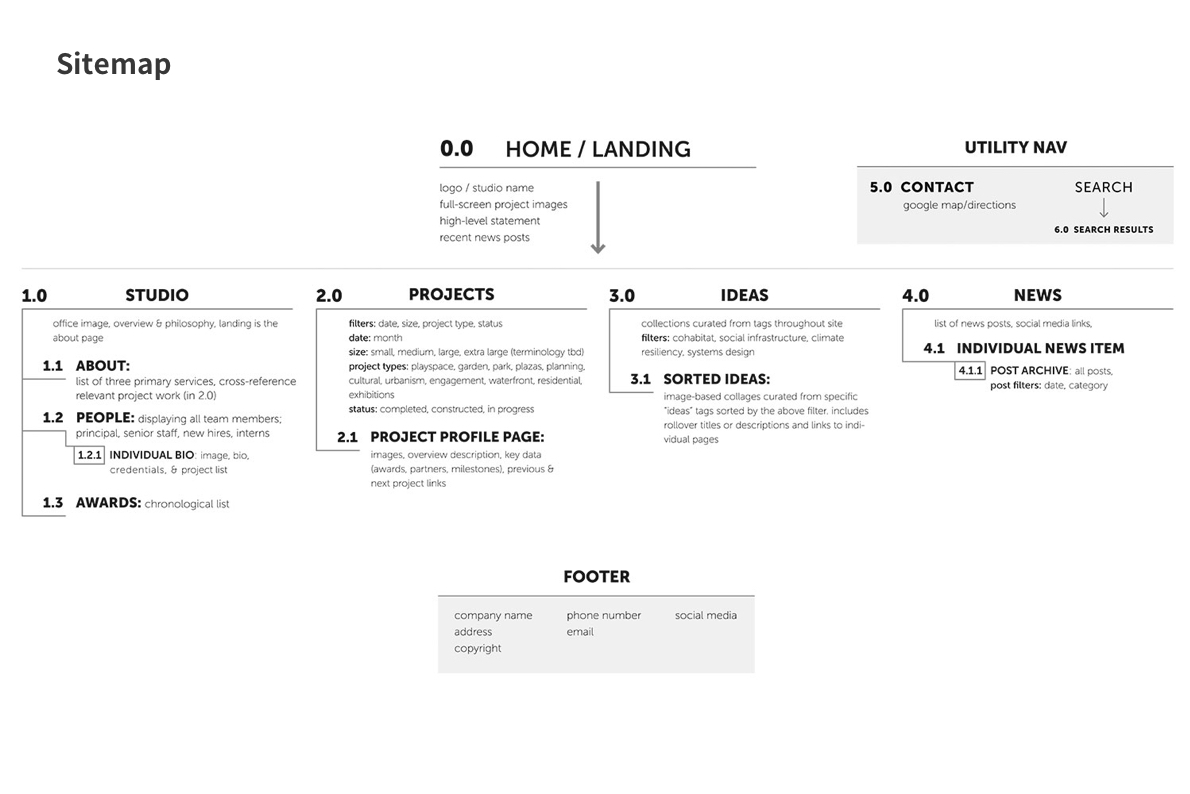 Sitemap
0.0 HOME / LANDING
logo / studio name
full-screen project images
high-level statement
recent news posts
UTILITY NAV
5.0 CONTACT
google map/directions
SEARCH
6.0 SEARCH RESULTS
1.0 STUDIO
office image, overview & philosophy, landing is the
about page
1.1 ABOUT:
list of three primary services, cross-reference
relevant project work (in 2.0)
1.2 PEOPLE: displaying all team members;
principal, senior staff, new hires, interns
1.2.1 INDIVIDUAL BIO: image, bio,
credentials, & project list
1.3 AWARDS: chronological list
2.0 PROJECTS
filters: date, size, project type, status
date: month
size: small, medium, large, extra large (terminology tbd)
project types: playspace, garden, park, plazas, planning,
cultural, urbanism, engagement, waterfront, residential,
exhibitions
status: completed, constructed, in progress
2.1 PROJECT PROFILE PAGE:
images, overview description, key data
(awards, partners, milestones), previous &
next project links
3.0 IDEAS
collections curated from tags throughout site
filters: cohabitat, social infrastructure, climate
resiliency, systems design
3.1 SORTED IDEAS:
image-based collages curated from specific
"ideas" tags sorted by the above filter. includes
rollover titles or descriptions and links to indi-
vidual pages
4.0 NEWS
list of news posts, social media links,
4.1 INDIVIDUAL NEWS ITEM
4.1.1 POST ARCHIVE: all posts,
post filters: date, category
FOOTER
company name
address
copyright
phone number
email
social media